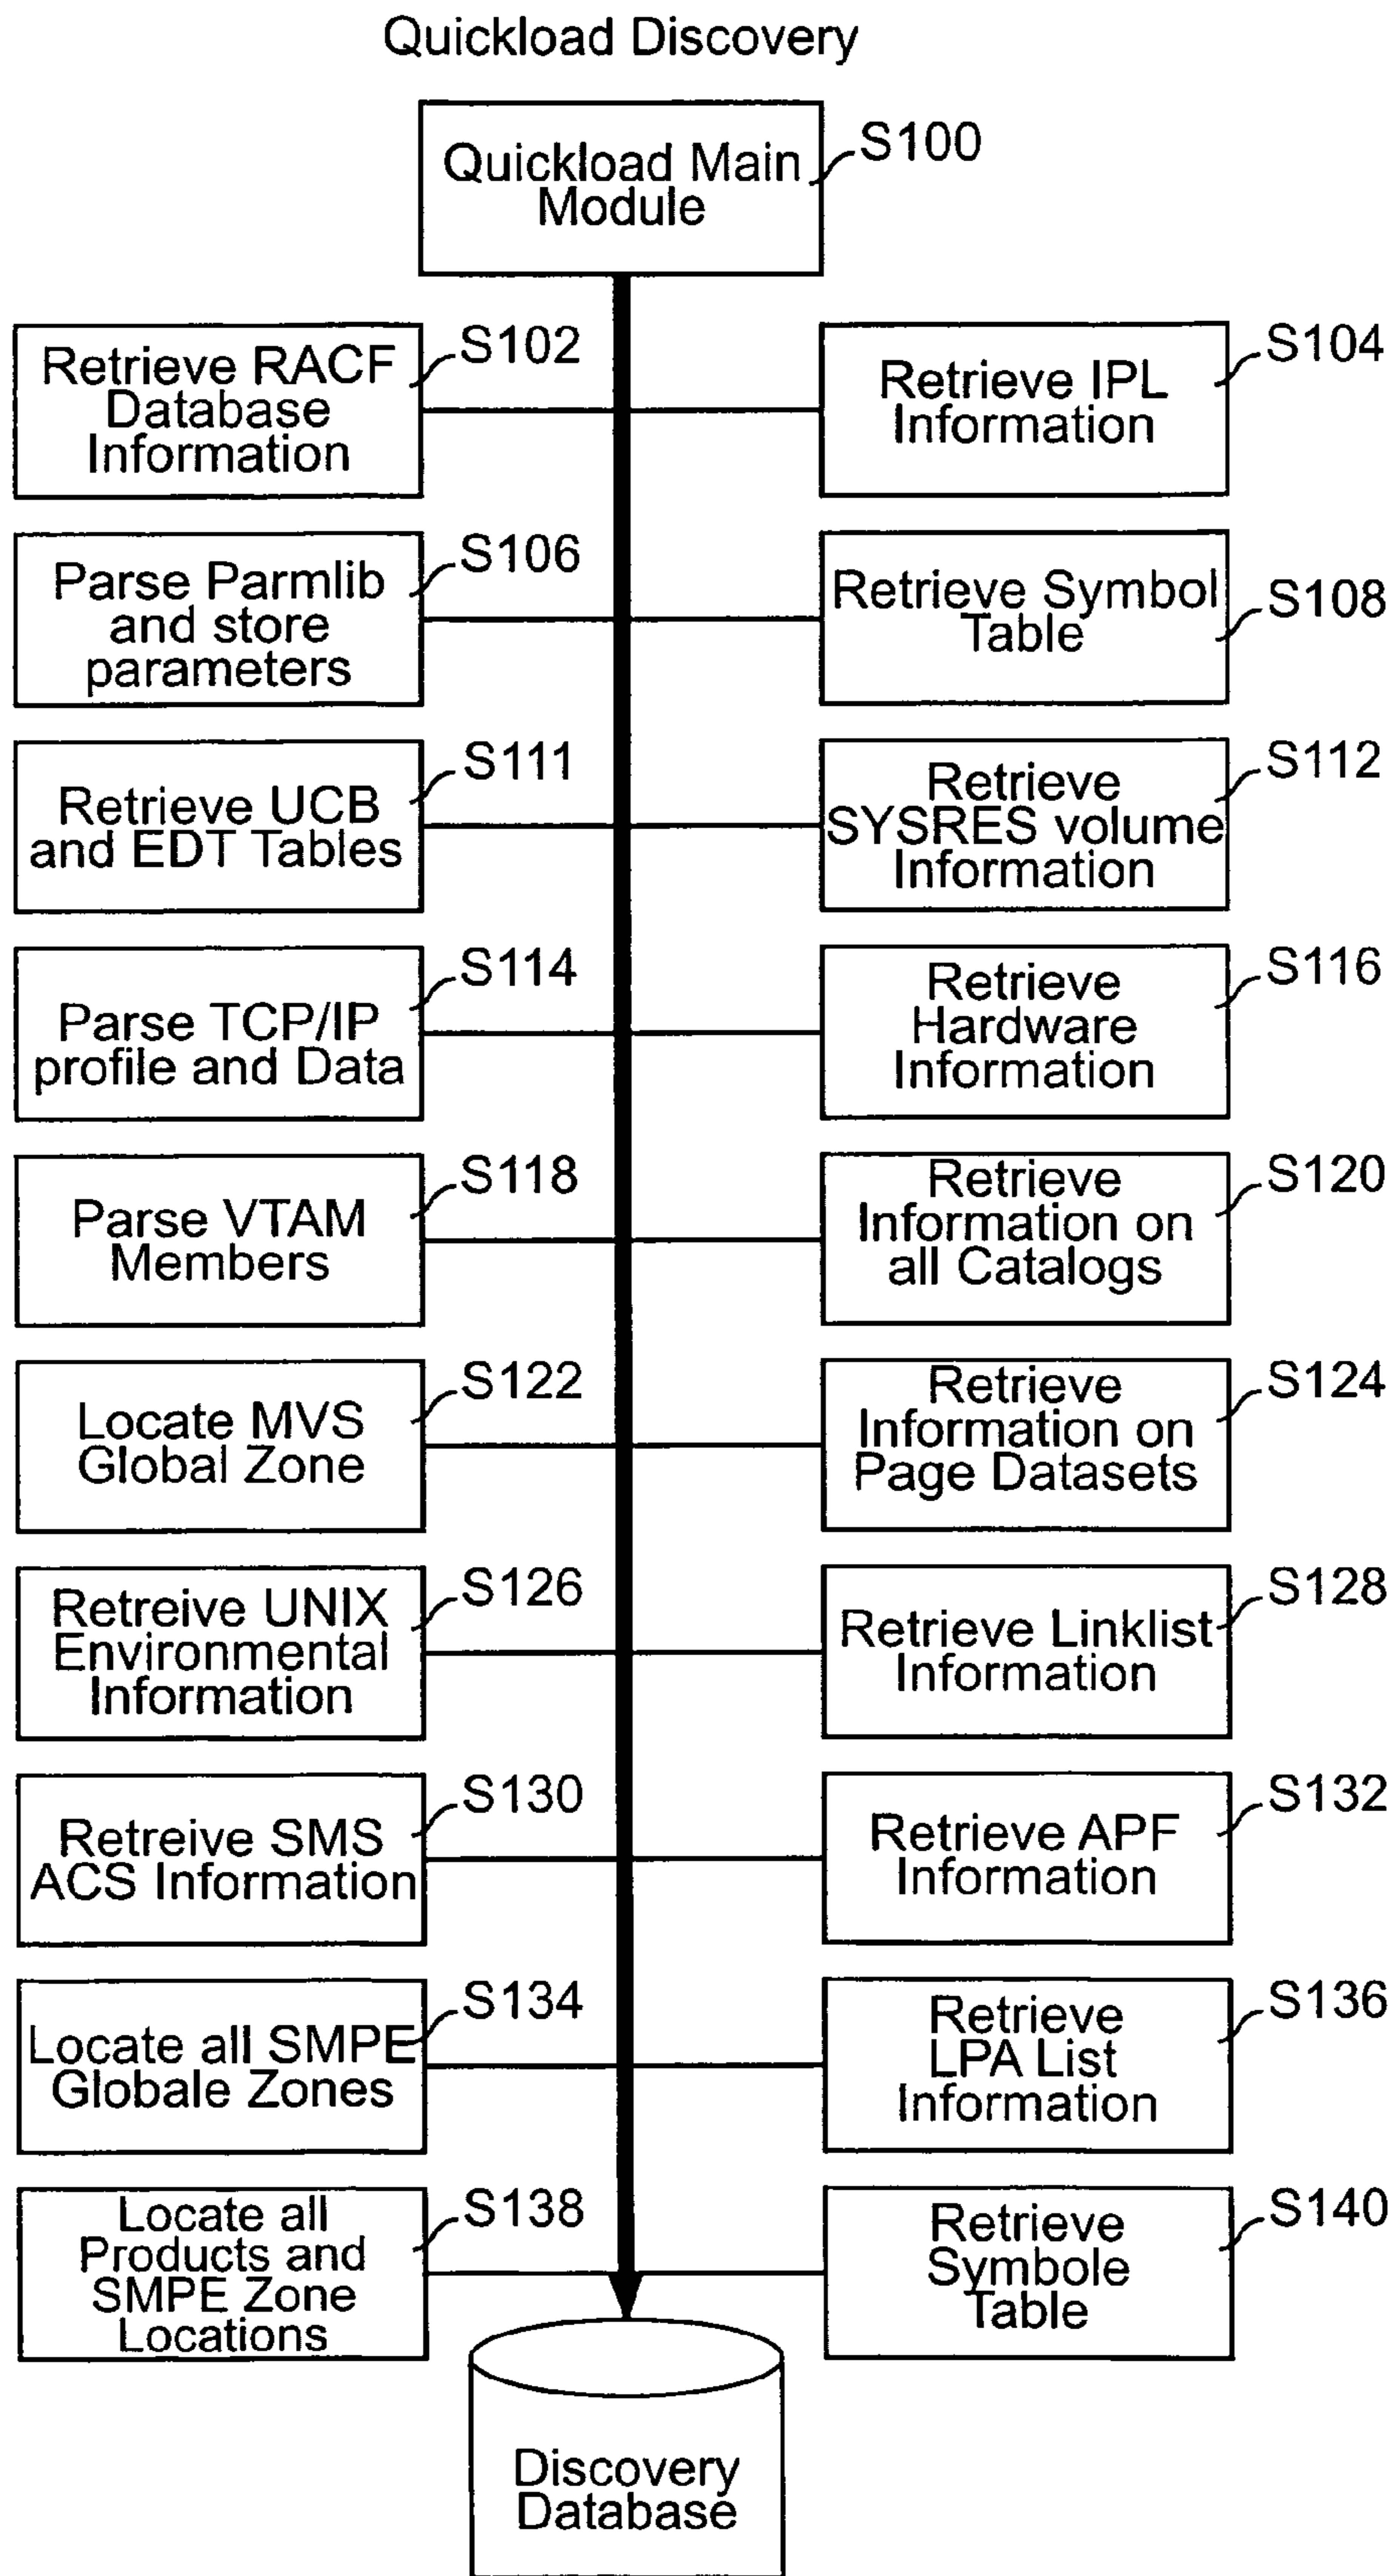 Quickload Discovery
Quickload Main
Module
S100
Retrieve RACF
Database
Information
S102
Retrieve IPL
Information
S104
Parse Parmlib
and store
parameters
S106
Retrieve Symbol
Table
S108
Retrieve UCB
and EDT Tables
S111
Retrieve
SYSRES volume
Information
S112
Parse TCP/IP
profile and Data
S114
Retrieve
Hardware
Information
S116
Parse VTAM
Members
S118
Retrieve
Information on
all Catalogs
S120
Locate MVS
Global Zone
S122
Retrieve
Information on
Page Datasets
S124
Retreive UNIX
Environmental
Information
S126
Retrieve Linklist
Information
S128
Retreive SMS
ACS Information
S130
Retrieve APF
Information
S132
Locate all SMPE
Globale Zones
S134
Retrieve
LPA List
Information
S136
Locate all
Products and
SMPE Zone
Locations
S138
Retrieve
Symbole
Table
S140
Discovery
Database